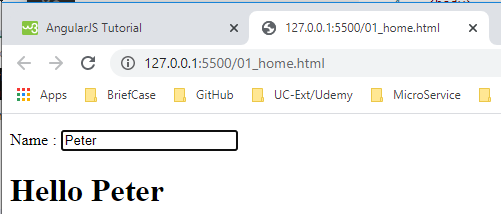 AngularJS Tutorial
127.0.0.1:5500/01_home.html
127.0.0.1:5500/01_home.html
Apps BriefCase GitHub UC-Ext/Udemy MicroService
Name : Peter
Hello Peter